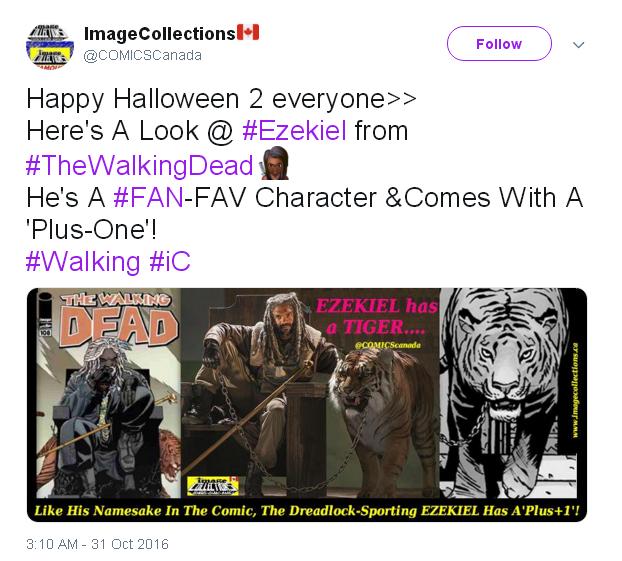 ImageCollections
@COMICSCanada
Follow
Happy Halloween 2 everyone>>
Here's A Look @ #Ezekiel from
#TheWalkingDead
He's A #FAN-FAV Character &Comes With A
'Plus-One'!
#Walking #iC
THE WALKING
DEAD
108
EZEKIEL has
a TIGER....
@COMICScanada
www.Imagecollections.ca
Like His Namesake In The Comic, The Dreadlock-Sporting EZEKIEL Has A'Plus+1'!
3:10 AM - 31 Oct 2016